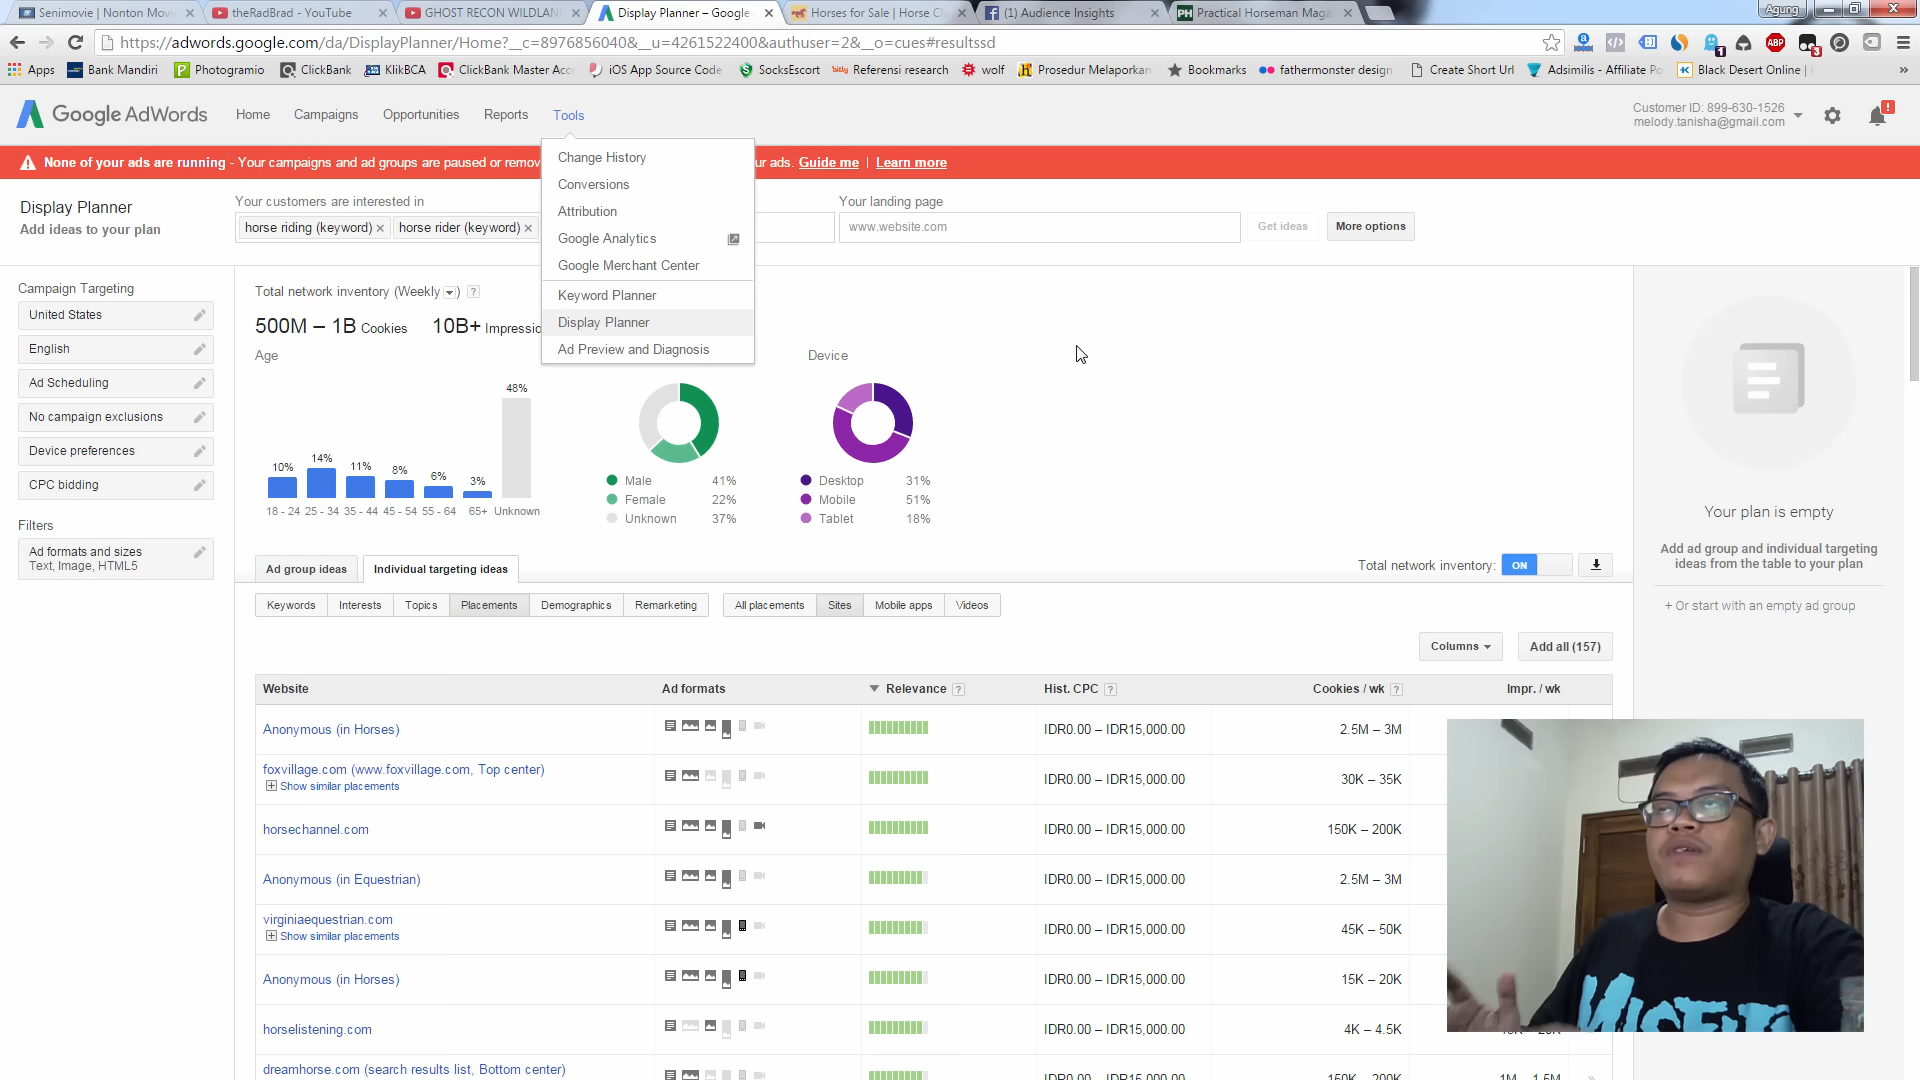 Senimovie | Nonton Movi
theRadBrad - YouTube
GHOST RECON WILDLAN
Display Planner – Google
Horses for Sale | Horse Cla
(1) Audience Insights
Practical Horseman Maga
Agung
https://adwords.google.com/da/DisplayPlanner/Home?__c=8976856040&__u=4261522400&authuser=2&__o=cues#resultssd
Apps
Bank Mandiri
Photogramio
ClickBank
KlikBCA
ClickBank Master Acc
iOS App Source Code
SocksEscort
bitly Referensi research
wolf
Prosedur Melaporkan
Bookmarks
fathermonster design
Create Short Url
Adsimilis - Affiliate Po
Black Desert Online |
Google AdWords
Home
Campaigns
Opportunities
Reports
Tools
Customer ID: 899-630-1526
melody.tanisha@gmail.com
None of your ads are running - Your campaigns and ad groups are paused or remov
ur ads. Guide me | Learn more
Change History
Conversions
Attribution
Google Analytics
Google Merchant Center
Keyword Planner
Display Planner
Ad Preview and Diagnosis
Display Planner
Add ideas to your plan
Your customers are interested in
horse riding (keyword)
horse rider (keyword)
Your landing page
www.website.com
Get ideas
More options
Campaign Targeting
United States
English
Ad Scheduling
No campaign exclusions
Device preferences
CPC bidding
Filters
Ad formats and sizes
Text, Image, HTML5
Total network inventory (Weekly ) ?
500M – 1B Cookies 10B+ Impressio
Age
48%
10% 14% 11% 8% 6% 3%
18 - 24 25 - 34 35 - 44 45 - 54 55 - 64 65+ Unknown
Male 41%
Female 22%
Unknown 37%
Device
Desktop 31%
Mobile 51%
Tablet 18%
Your plan is empty
Add ad group and individual targeting
ideas from the table to your plan
+ Or start with an empty ad group
Ad group ideas
Individual targeting ideas
Total network inventory: ON
Keywords Interests Topics Placements Demographics Remarketing
All placements Sites Mobile apps Videos
Columns
Add all (157)
Website Ad formats Relevance ? Hist. CPC ? Cookies / wk ? Impr. / wk
Anonymous (in Horses) IDR0.00 – IDR15,000.00 2.5M – 3M
foxvillage.com (www.foxvillage.com, Top center) IDR0.00 – IDR15,000.00 30K – 35K
Show similar placements
horsechannel.com IDR0.00 – IDR15,000.00 150K – 200K
Anonymous (in Equestrian) IDR0.00 – IDR15,000.00 2.5M – 3M
virginiaequestrian.com IDR0.00 – IDR15,000.00 45K – 50K
Show similar placements
Anonymous (in Horses) IDR0.00 – IDR15,000.00 15K – 20K
horselistening.com IDR0.00 – IDR15,000.00 4K – 4.5K
dreamhorse.com (search results list, Bottom center) IDR0.00 – IDR15,000.00 150K – 200K 1M – 1.5M